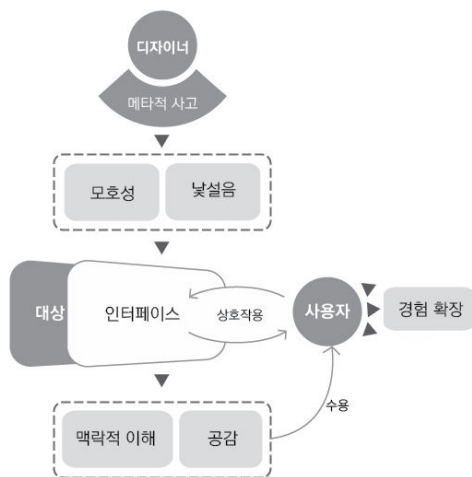 디자이너
메타적 사고
모호성
낯설음
대상
인터페이스
상호작용
사용자
경험 확장
수용
맥락적 이해
공감